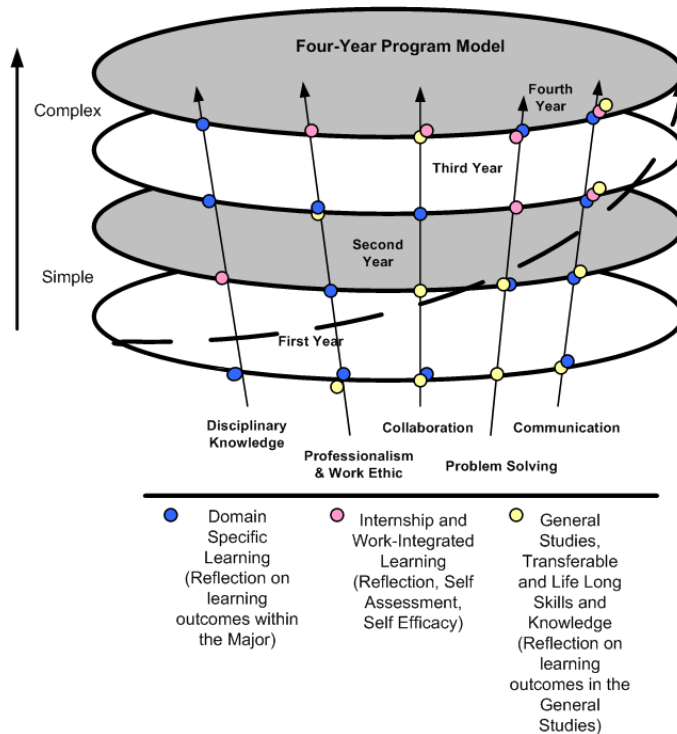 Four-Year Program Model
Fourth
Year
Complex
Third Year
Second
Year
Simple
First Year
Disciplinary
Knowledge
Professionalism
& Work Ethic
Collaboration
Problem Solving
Communication
Domain
Specific
Learning
(Reflection on
learning
outcomes within
the Major)
Internship and
Work-Integrated
Learning
(Reflection, Self
Assessment,
Self Efficacy)
General
Studies,
Transferable
and Life Long
Skills and
Knowledge
(Reflection on
learning
outcomes in the
General
Studies)